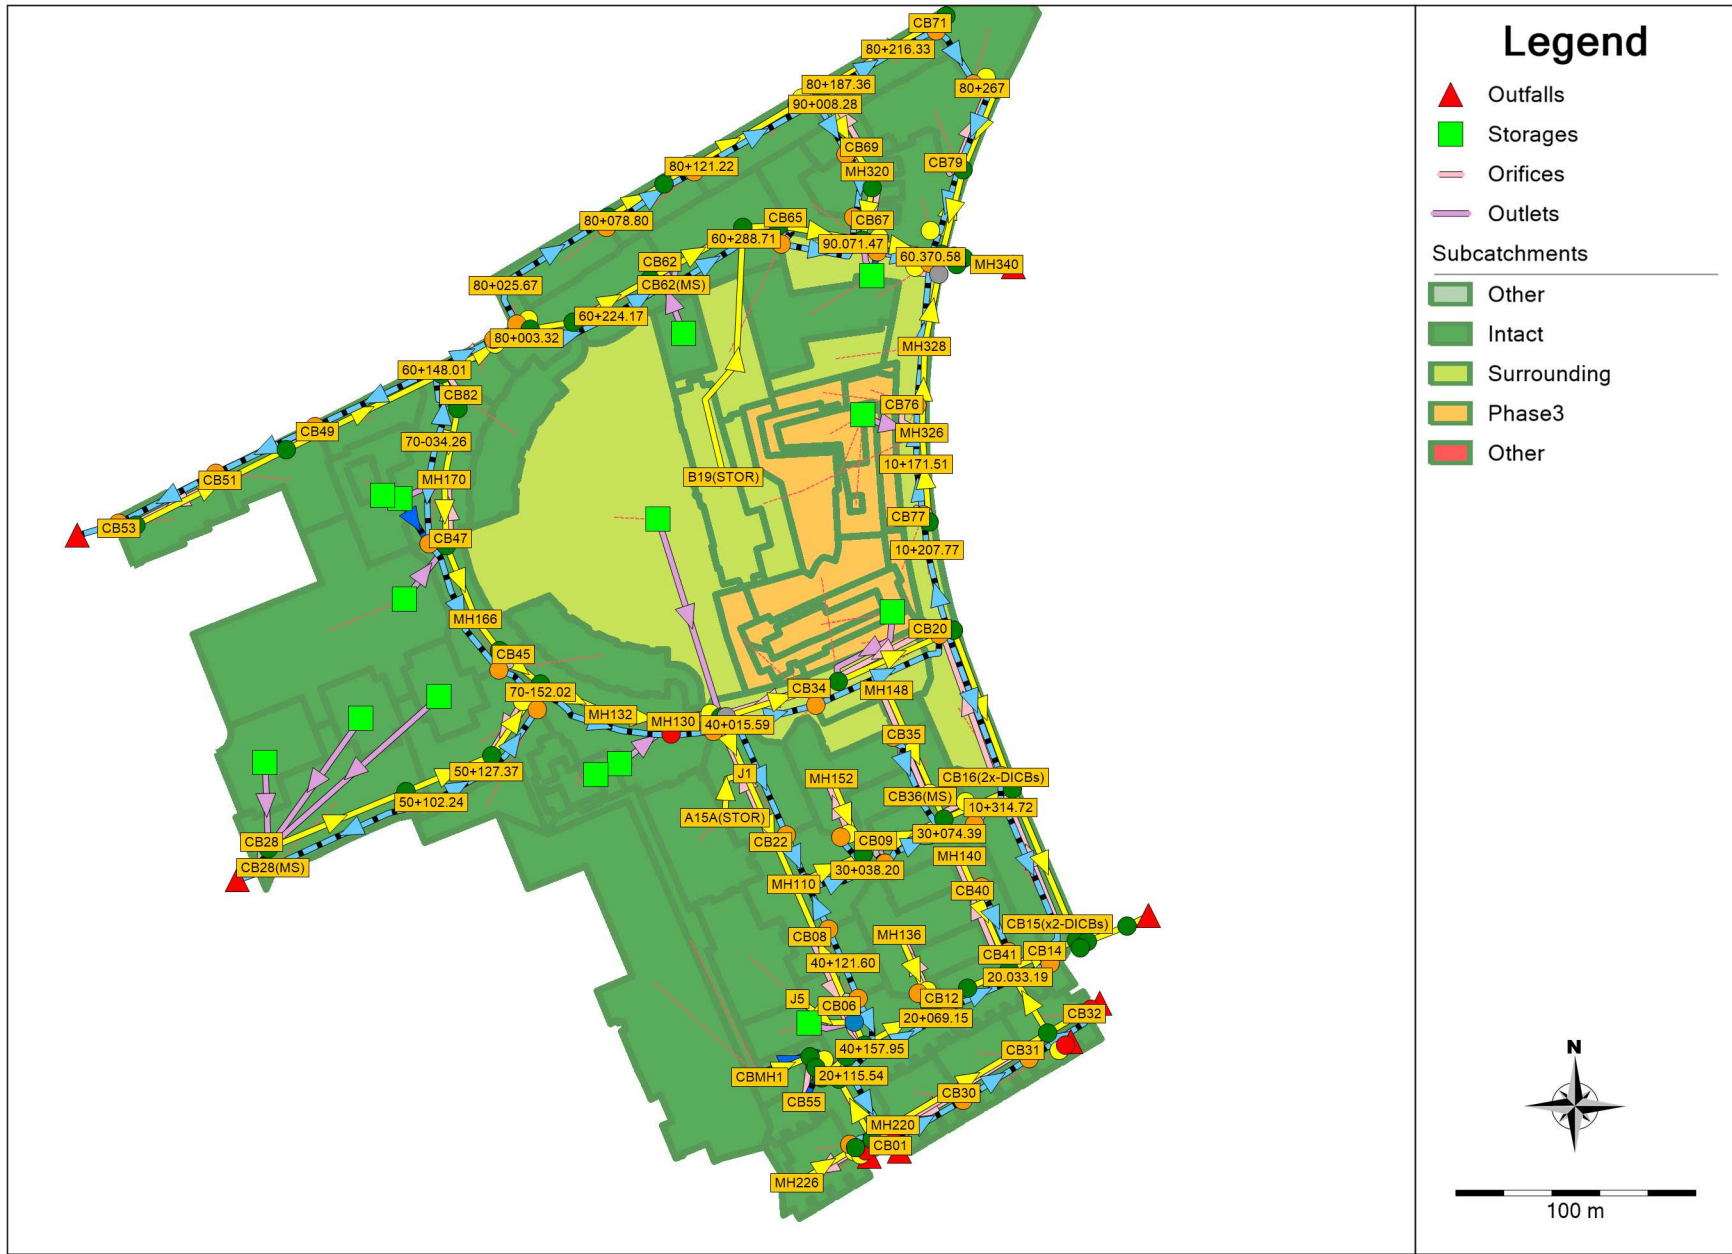 CB71
80+216.33
80+187.36
80+267
90+008.28
CB69
80+121.22
CB79
MH320
80+078.80
CB65
CB67
60+288.71
90.071.47
60.370.58
MH340
CB62
CB62(MS)
80+025.67
60+224.17
80+003.32
MH328
60+148.01
CB82
CB76
CB49
MH326
70-034.26
10+171.51
B19(STOR)
CB51
MH170
CB77
CB53
CB47
10+207.77
MH166
CB20
CB45
CB34
MH148
70-152.02
MH132
MH130
40+015.59
CB35
J1
MH152
CB16(2x-DICBs)
50+127.37
CB36(MS)
10+314.72
50+102.24
A15A(STOR)
CB28
CB22
CB09
30+074.39
MH140
CB28(MS)
30+038.20
MH110
CB40
CB15(x2-DICBs)
CB08
MH136
CB14
CB41
40+121.60
20.033.19
J5
CB06
CB12
CB32
20+069.15
40+157.95
CB31
CBMH1
20+115.54
CB30
CB55
MH220
CB01
MH226
Legend
Outfalls
Storages
Orifices
Outlets
Subcatchments
Other
Intact
Surrounding
Phase3
Other
N
100 m